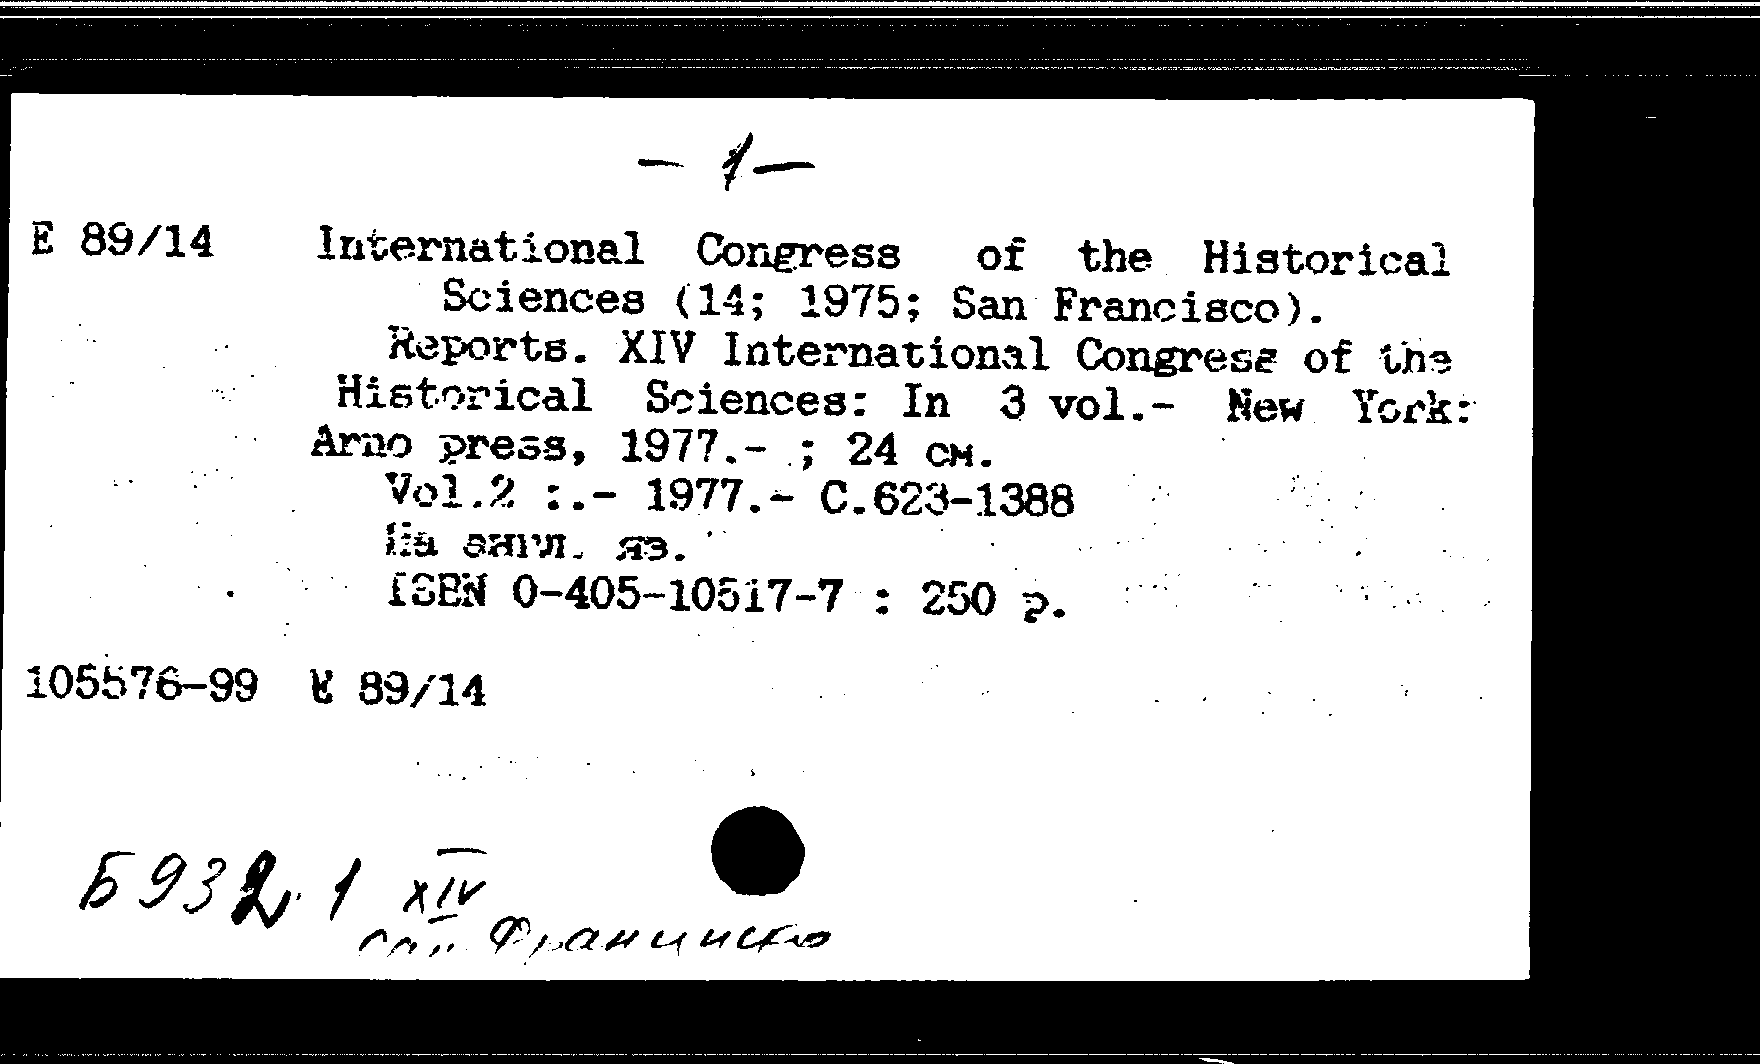 — 1 —
E 89/14 International Congress of the Historical
Sciences (14; 1975; San Francisco).
Reports. XIV International Congress of the
Historical Sciences: In 3 vol.- New York:
Arno press, 1977.- ; 24 см.
Vol.2 :.- 1977.- С.623-1388
На англ. яз.
ISBN 0-405-10517-7 : 250 р.
105576-99 E 89/14
Б932.1 XIV
Сан Франциско